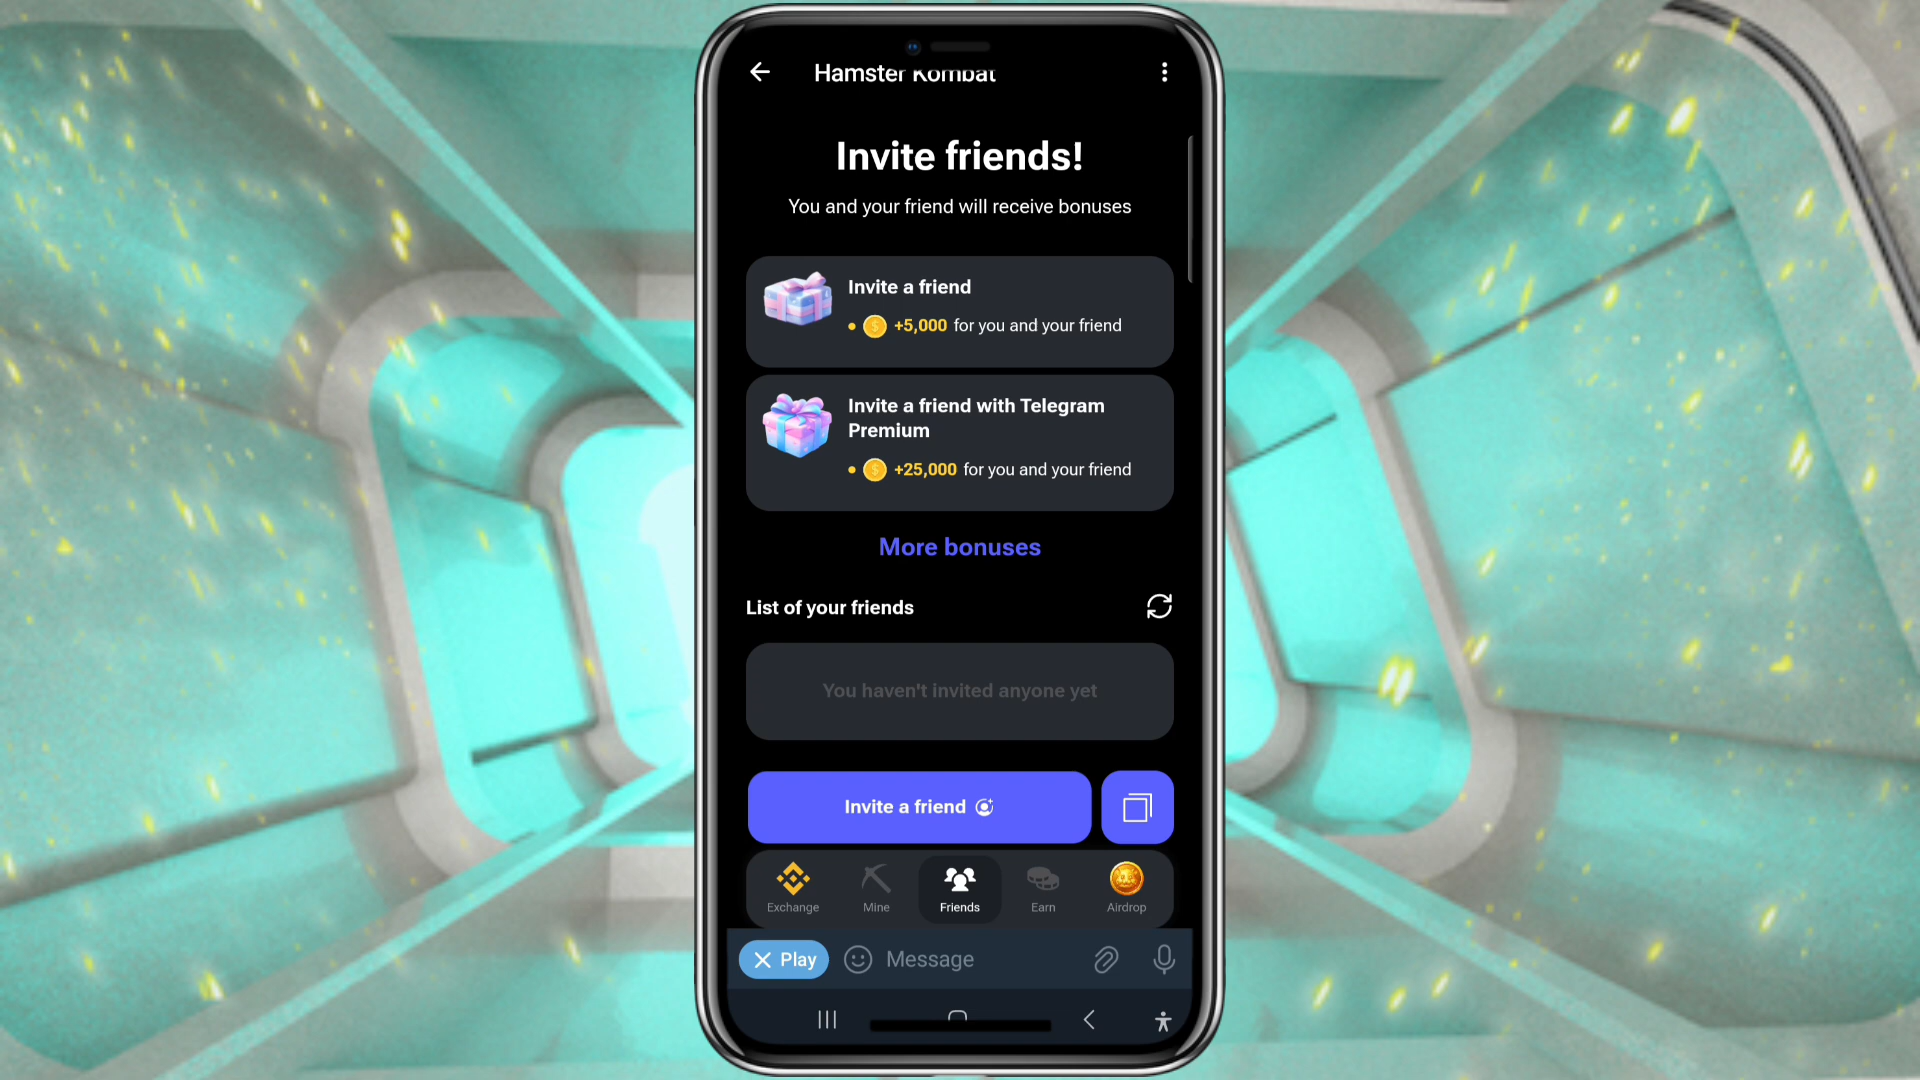 Hamster Kombat
Invite friends!
You and your friend will receive bonuses
Invite a friend
+5,000 for you and your friend
Invite a friend with Telegram
Premium
+25,000 for you and your friend
More bonuses
List of your friends
You haven't invited anyone yet
Invite a friend
Exchange
Mine
Friends
Earn
Airdrop
Play
Message